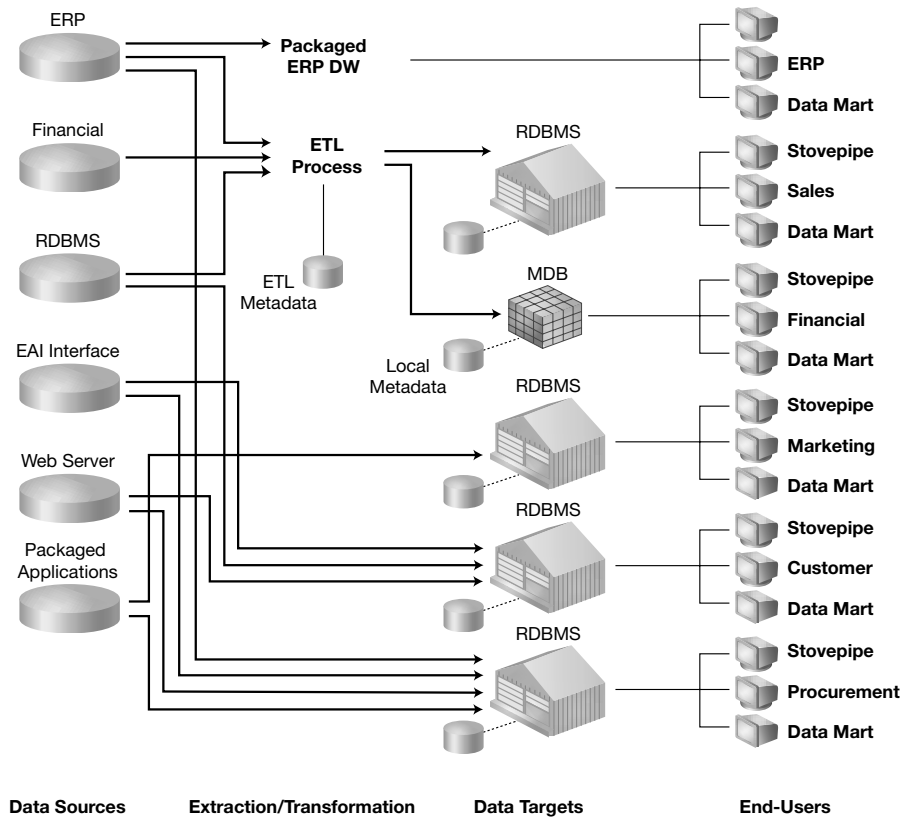 ERP
Financial
RDBMS
EAI Interface
Web Server
Packaged
Applications
Packaged
ERP DW
ETL
Process
ETL
Metadata
RDBMS
MDB
Local
Metadata
RDBMS
RDBMS
RDBMS
ERP
Data Mart
Stovepipe
Sales
Data Mart
Stovepipe
Financial
Data Mart
Stovepipe
Marketing
Data Mart
Stovepipe
Customer
Data Mart
Stovepipe
Procurement
Data Mart
Data Sources
Extraction/Transformation
Data Targets
End-Users